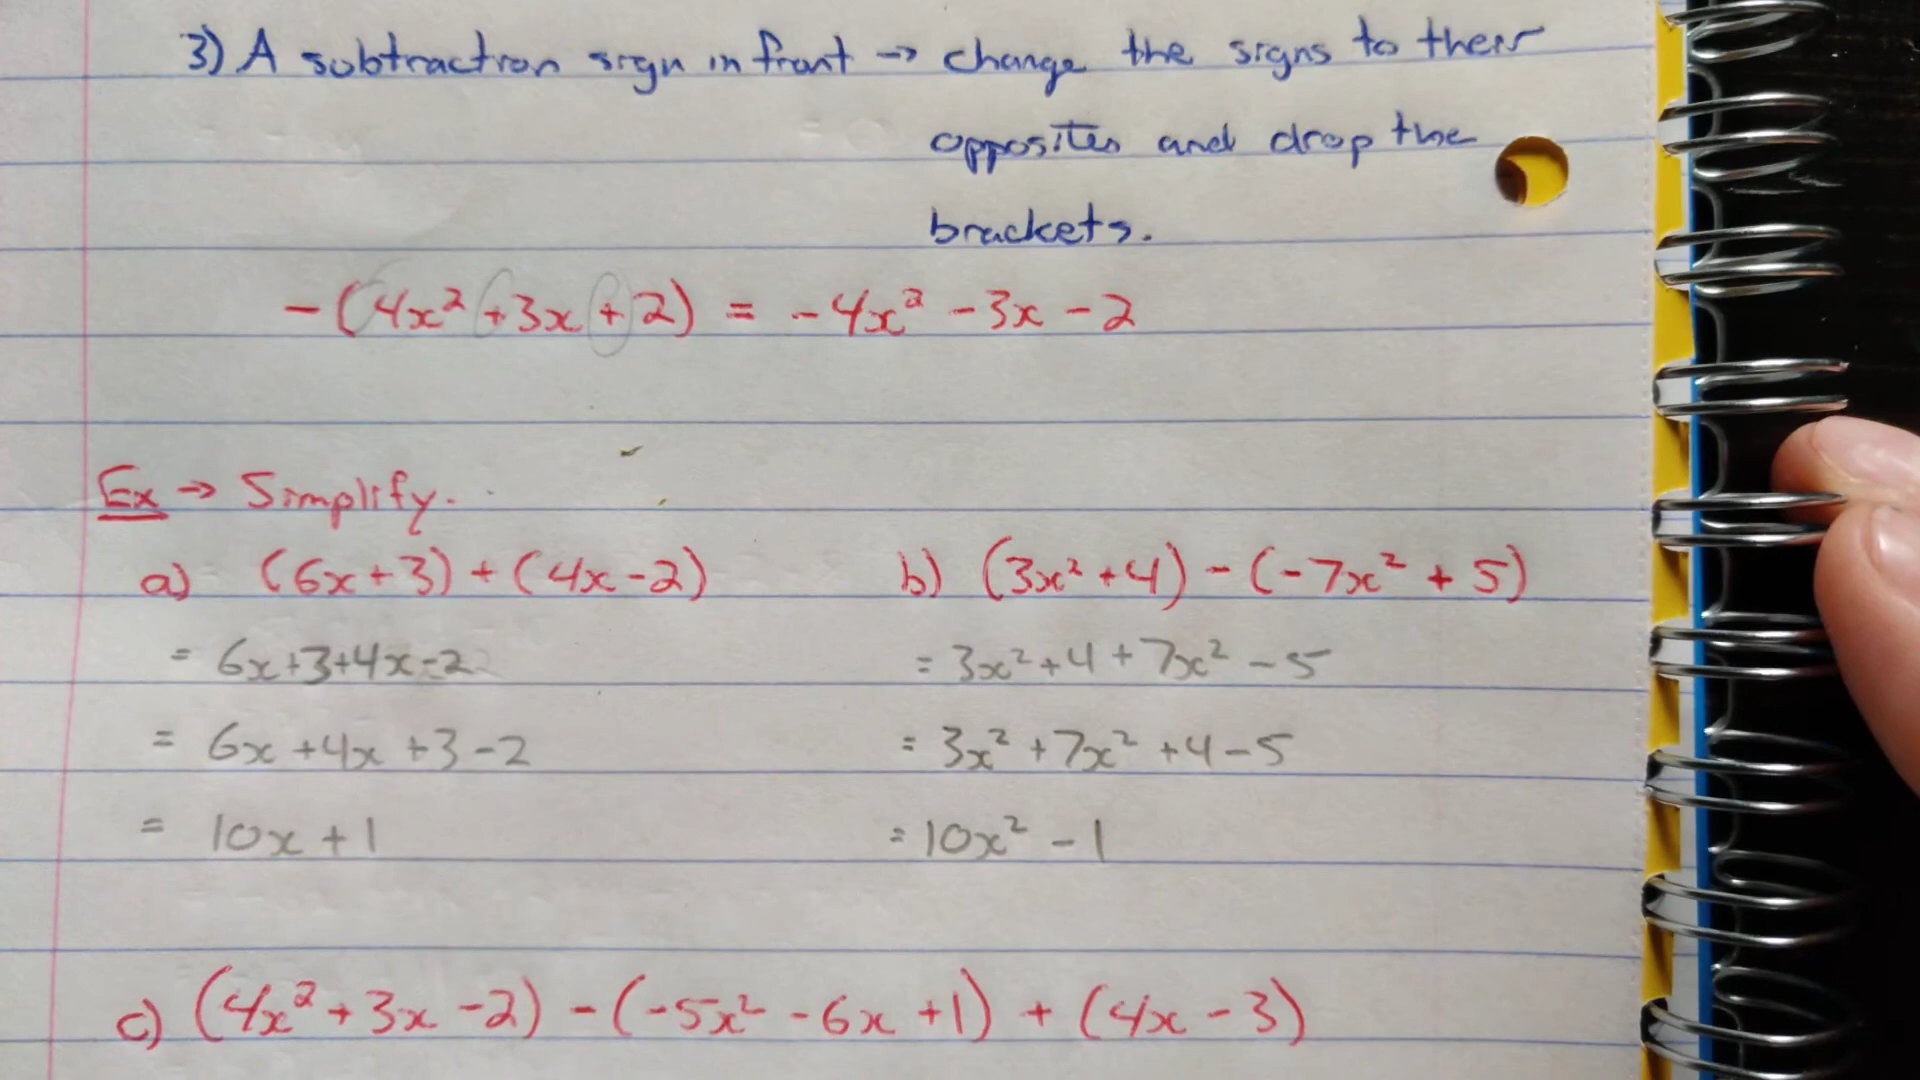 3) A subtraction sign in front → change the signs to their
opposites and drop the
brackets.
-(4x² +3x +2) = -4x² -3x -2
Ex → Simplify.
a) (6x+3) + (4x-2)
= 6x+3+4x-2
= 6x +4x +3 -2
= 10x +1
b) (3x² +4) - (-7x² + 5)
= 3x² +4 +7x² -5
= 3x² +7x² +4 -5
= 10x² -1
c) (4x² +3x -2) - (-5x² -6x +1) + (4x -3)